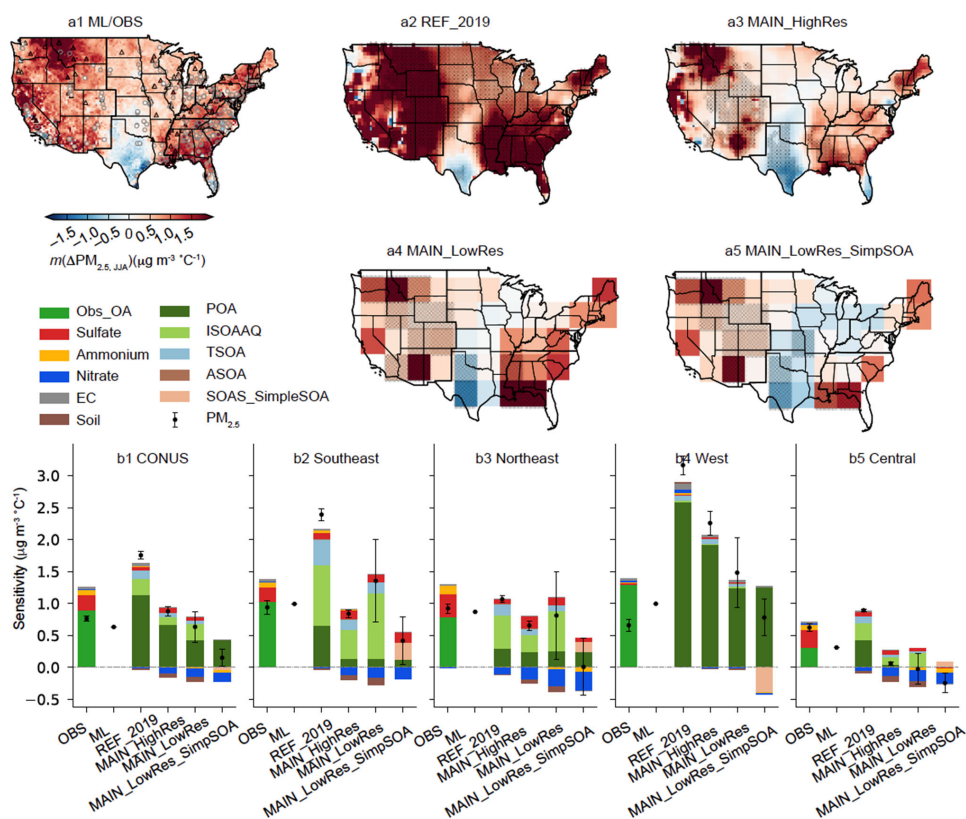 a1 ML/OBS
a2 REF_2019
a3 MAIN_HighRes
−1.5 −1.0 −0.5 0 0.5 1.0 1.5
m(ΔPM2.5, JJA)(μg m⁻³ °C⁻¹)
a4 MAIN_LowRes
a5 MAIN_LowRes_SimpSOA
Obs_OA
Sulfate
Ammonium
Nitrate
EC
Soil
POA
ISOAAQ
TSOA
ASOA
SOAS_SimpleSOA
PM2.5
Sensitivity (μg m⁻³ °C⁻¹)
3.0
2.5
2.0
1.5
1.0
0.5
0.0
−0.5
b1 CONUS
b2 Southeast
b3 Northeast
b4 West
b5 Central
OBS
ML
REF_2019
MAIN_HighRes
MAIN_LowRes
MAIN_LowRes_SimpSOA
OBS
ML
REF_2019
MAIN_HighRes
MAIN_LowRes
MAIN_LowRes_SimpSOA
OBS
ML
REF_2019
MAIN_HighRes
MAIN_LowRes
MAIN_LowRes_SimpSOA
OBS
ML
REF_2019
MAIN_HighRes
MAIN_LowRes
MAIN_LowRes_SimpSOA
OBS
ML
REF_2019
MAIN_HighRes
MAIN_LowRes
MAIN_LowRes_SimpSOA